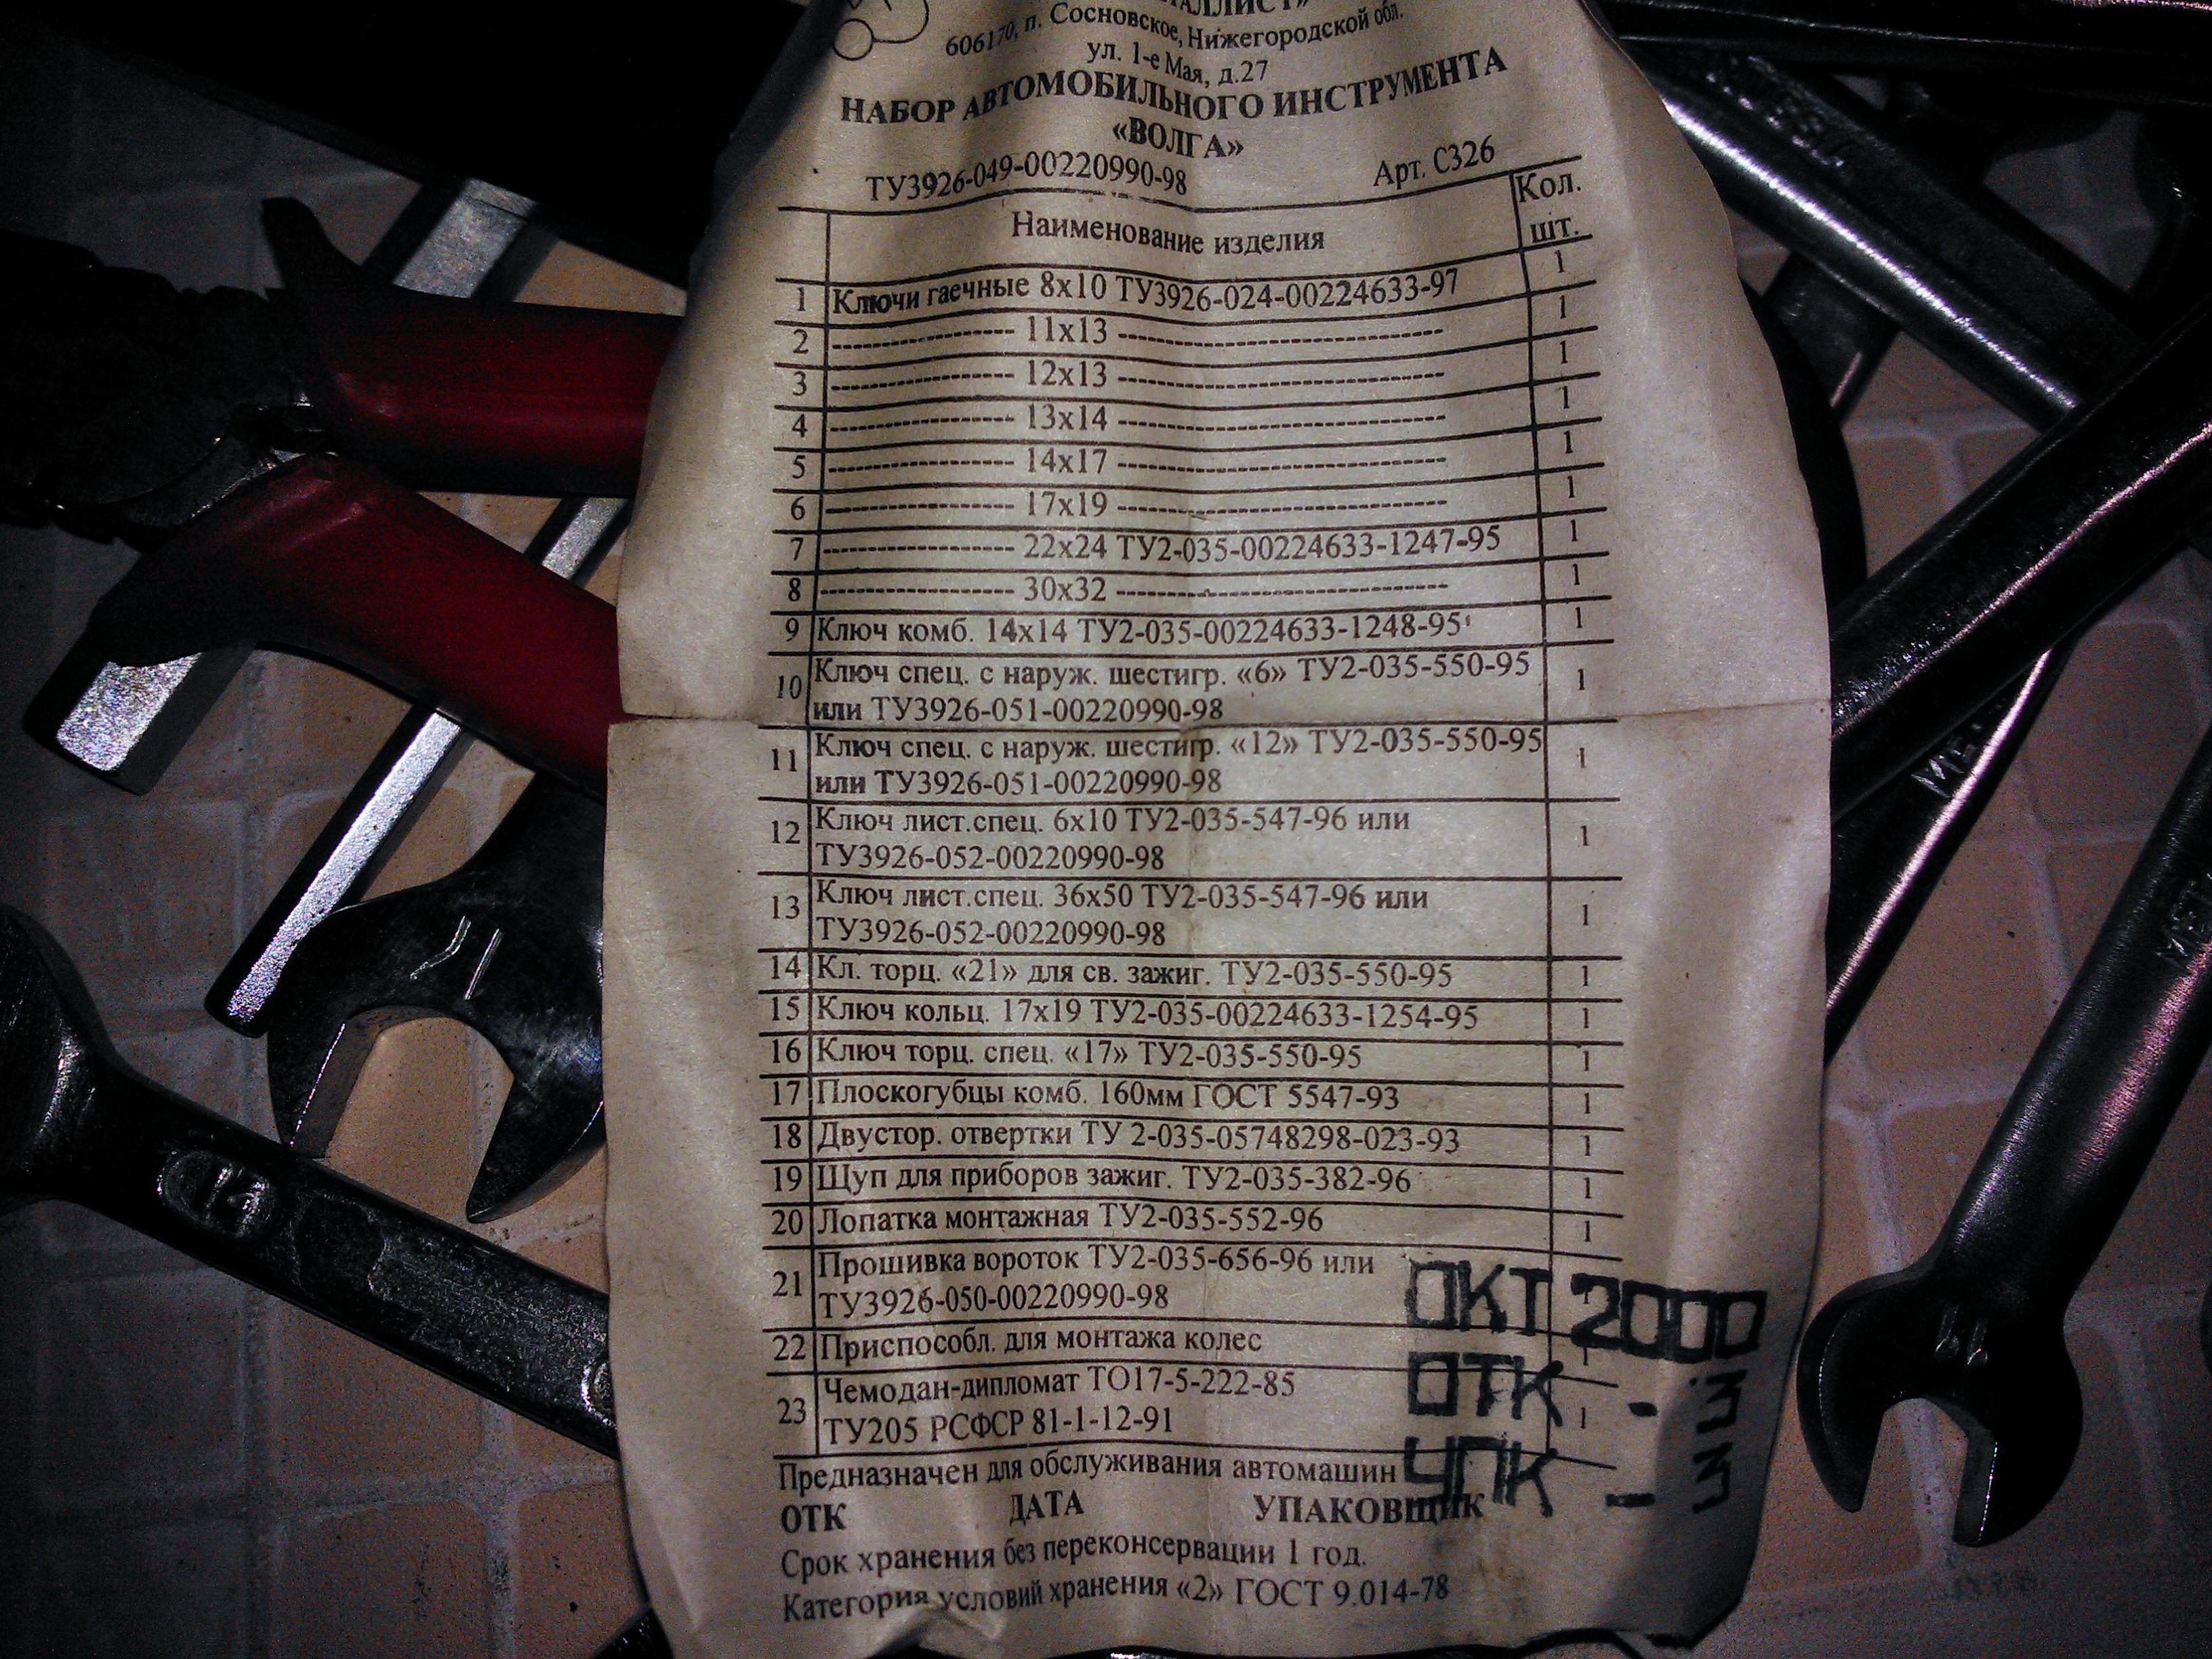 606170, п. Сосновское, Нижегородской обл.
ул. 1-е Мая, д.27
НАБОР АВТОМОБИЛЬНОГО ИНСТРУМЕНТА
«ВОЛГА»
ТУ3926-049-00220990-98 Арт. С326
Наименование изделия Кол. шт.
1 Ключи гаечные 8х10 ТУ3926-024-00224633-97 1
2 ---------------- 11х13 ---------------- 1
3 ---------------- 12х13 ---------------- 1
4 ---------------- 13х14 ---------------- 1
5 ---------------- 14х17 ---------------- 1
6 ---------------- 17х19 ---------------- 1
7 ---------------- 22х24 ТУ2-035-00224633-1247-95 1
8 ---------------- 30х32 ---------------- 1
9 Ключ комб. 14х14 ТУ2-035-00224633-1248-95 1
10 Ключ спец. с наруж. шестигр. «6» ТУ2-035-550-95 1
или ТУ3926-051-00220990-98
11 Ключ спец. с наруж. шестигр. «12» ТУ2-035-550-95 1
или ТУ3926-051-00220990-98
12 Ключ лист.спец. 6х10 ТУ2-035-547-96 или 1
ТУ3926-052-00220990-98
13 Ключ лист.спец. 36х50 ТУ2-035-547-96 или 1
ТУ3926-052-00220990-98
14 Кл. торц. «21» для св. зажиг. ТУ2-035-550-95 1
15 Ключ кольц. 17х19 ТУ2-035-00224633-1254-95 1
16 Ключ торц. спец. «17» ТУ2-035-550-95 1
17 Плоскогубцы комб. 160мм ГОСТ 5547-93 1
18 Двустор. отвертки ТУ 2-035-05748298-023-93 1
19 Щуп для приборов зажиг. ТУ2-035-382-96 1
20 Лопатка монтажная ТУ2-035-552-96 1
21 Прошивка вороток ТУ2-035-656-96 или 1
ТУ3926-050-00220990-98
22 Приспособл. для монтажа колес 1
23 Чемодан-дипломат ТО17-5-222-85 1
ТУ205 РСФСР 81-1-12-91
ОКТ 2000
ОТК -
УПК -
Предназначен для обслуживания автомашин
ОТК ДАТА УПАКОВЩИК
Срок хранения без переконсервации 1 год.
Категория условий хранения «2» ГОСТ 9.014-78
14